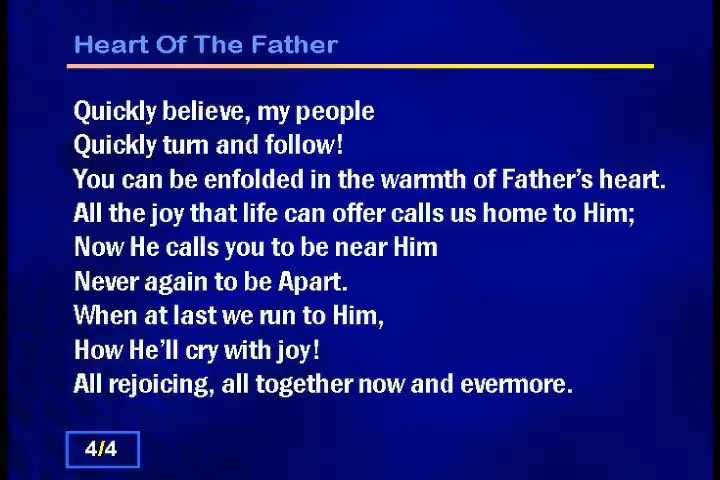 Heart Of The Father
Quickly believe, my people
Quickly turn and follow!
You can be enfolded in the warmth of Father's heart.
All the joy that life can offer calls us home to Him;
Now He calls you to be near Him
Never again to be Apart.
When at last we run to Him,
How He'll cry with joy!
All rejoicing, all together now and evermore.
4/4